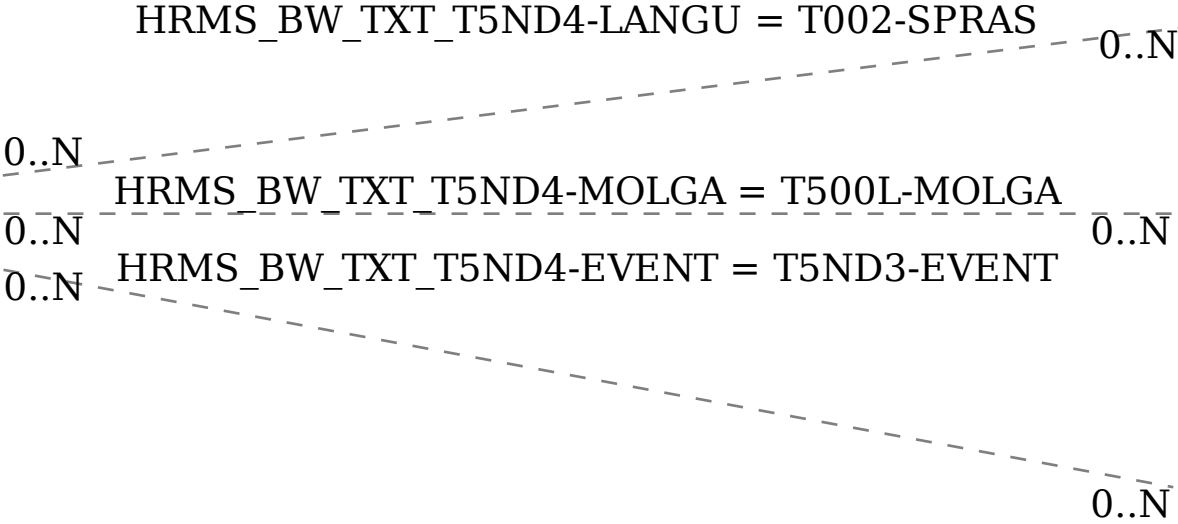 HRMS_BW_TXT_T5ND4-LANGU = T002-SPRAS
0..N
0..N
HRMS_BW_TXT_T5ND4-MOLGA = T500L-MOLGA
0..N
0..N
HRMS_BW_TXT_T5ND4-EVENT = T5ND3-EVENT
0..N
0..N